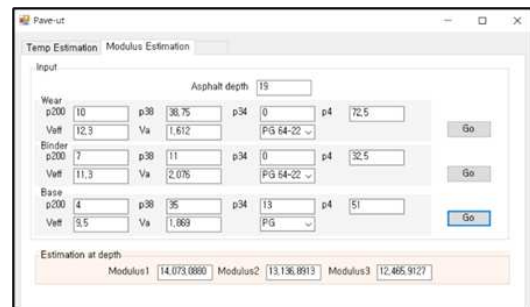 Pave-ut
Temp Estimation Modulus Estimation
Input
Asphalt depth 19
Wear
p200 10 p38 38,75 p34 0 p4 72,5
Veff 12,3 Va 1,612 PG 64-22 Go
Binder
p200 7 p38 11 p34 0 p4 32,5
Veff 11,3 Va 2,076 PG 64-22 Go
Base
p200 4 p38 35 p34 13 p4 51
Veff 9,5 Va 1,869 PG Go
Estimation at depth
Modulus1 14,073,0880 Modulus2 13,136,8913 Modulus3 12,465,9127